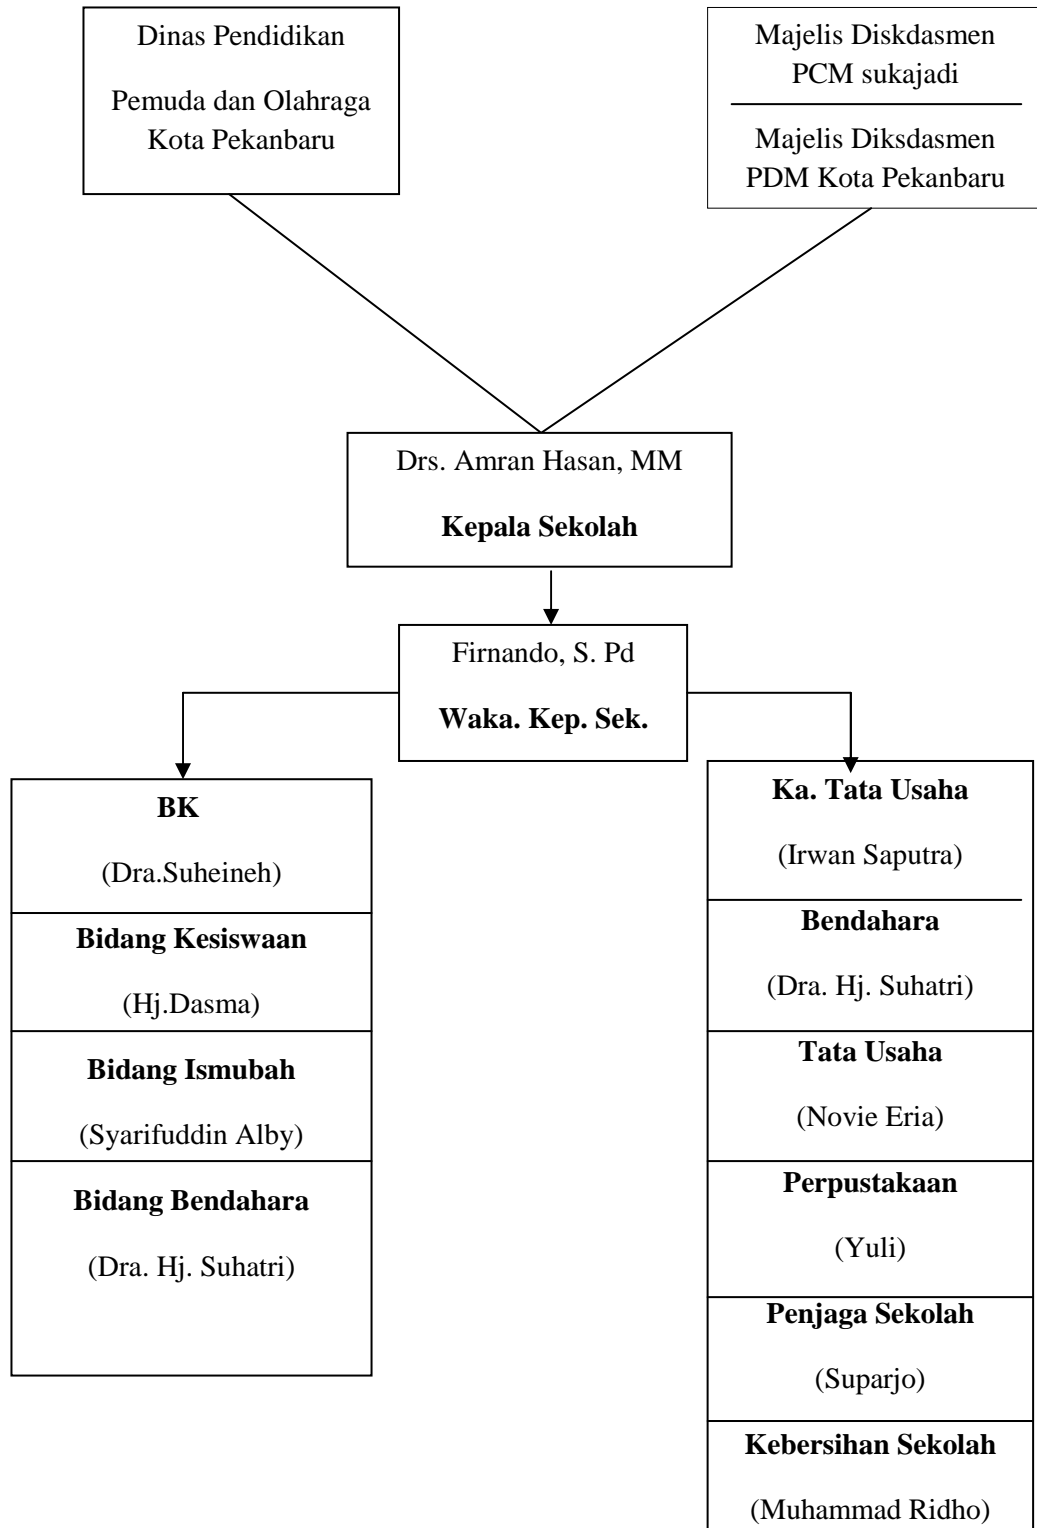 Dinas Pendidikan
Pemuda dan Olahraga
Kota Pekanbaru
Majelis Diskdasmen
PCM sukajadi
Majelis Diksdasmen
PDM Kota Pekanbaru
Drs. Amran Hasan, MM
Kepala Sekolah
Firnando, S. Pd
Waka. Kep. Sek.
BK
(Dra.Suheineh)
Bidang Kesiswaan
(Hj.Dasma)
Bidang Ismubah
(Syarifuddin Alby)
Bidang Bendahara
(Dra. Hj. Suhatri)
Ka. Tata Usaha
(Irwan Saputra)
Bendahara
(Dra. Hj. Suhatri)
Tata Usaha
(Novie Eria)
Perpustakaan
(Yuli)
Penjaga Sekolah
(Suparjo)
Kebersihan Sekolah
(Muhammad Ridho)